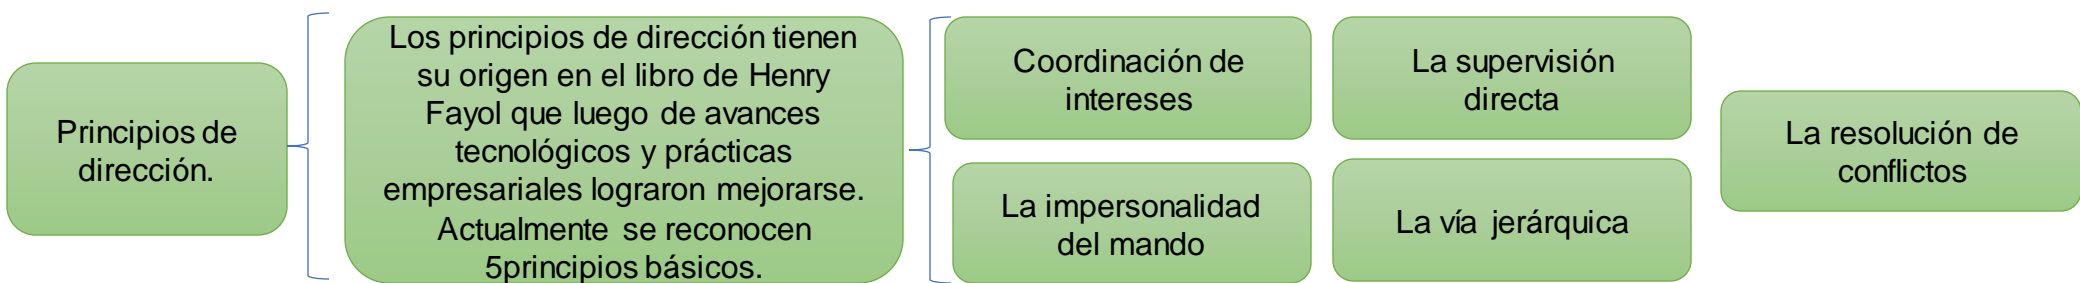 Principios de
dirección.
Los principios de dirección tienen
su origen en el libro de Henry
Fayol que luego de avances
tecnológicos y prácticas
empresariales lograron mejorarse.
Actualmente se reconocen
5principios básicos.
Coordinación de
intereses
La supervisión
directa
La impersonalidad
del mando
La vía jerárquica
La resolución de
conflictos